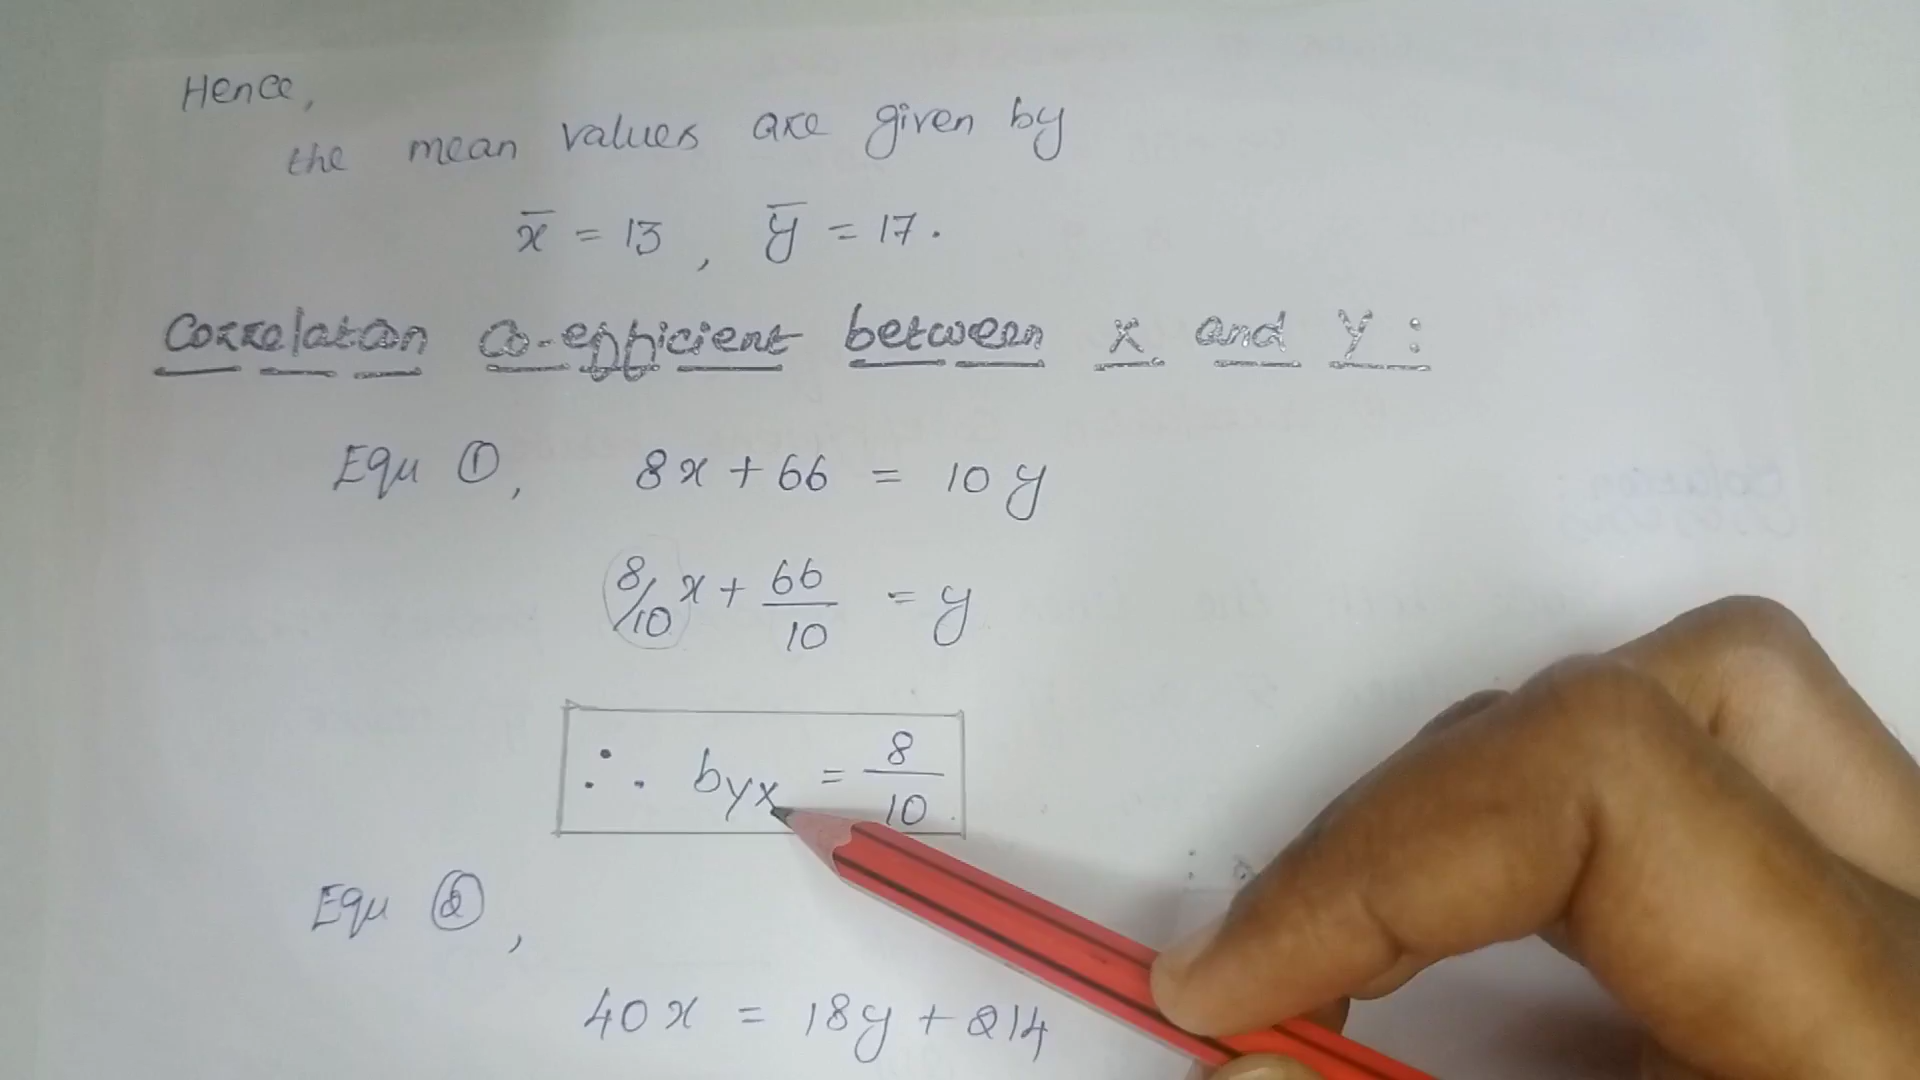 Hence,
the mean values are given by
x̄ = 13, ȳ = 17.
Correlaton Co-efficient between x and y:
Equ ①, 8x + 66 = 10y
8/10 x + 66/10 = y
∴ byx = 8/10
Equ ②,
40x = 18y + 214